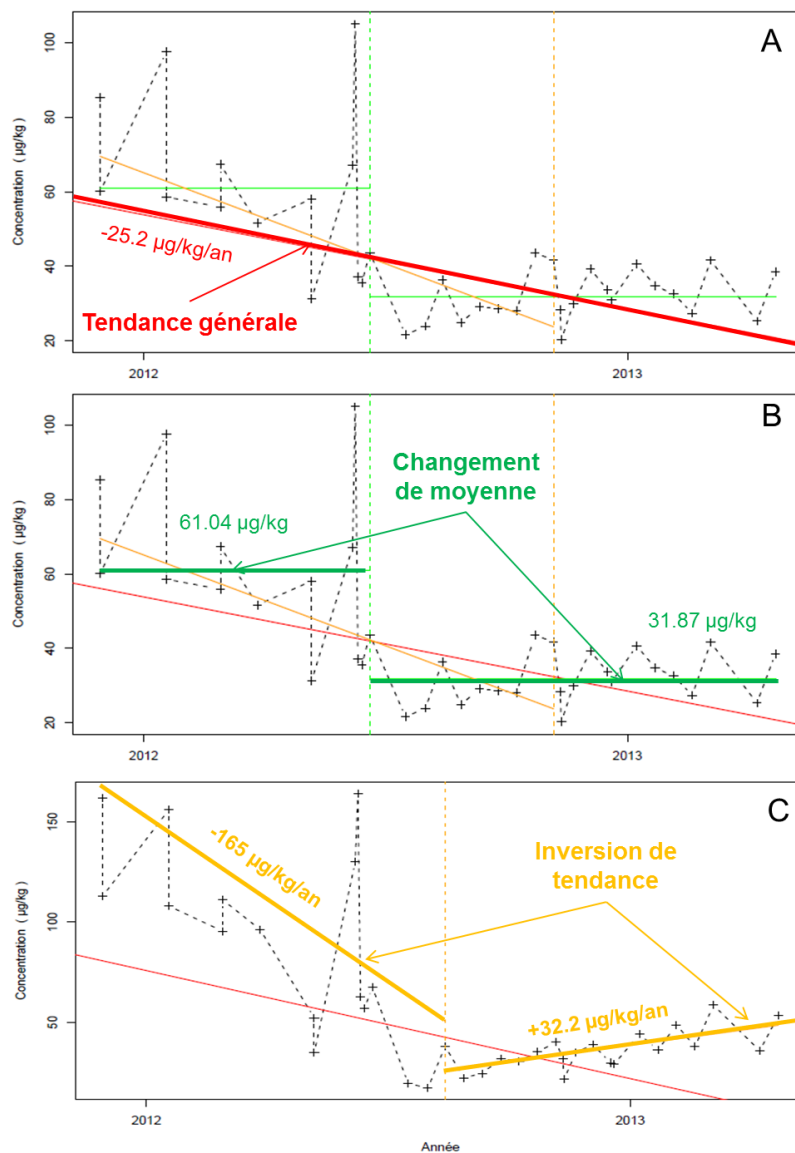 A
Concentration ( µg/kg)
100
80
60
40
20
-25.2 µg/kg/an
Tendance générale
2012
2013
B
Concentration ( µg/kg)
100
80
60
40
20
Changement
de moyenne
61.04 µg/kg
31.87 µg/kg
2012
2013
C
Concentration ( µg/kg)
150
100
50
-165 µg/kg/an
Inversion de
tendance
+32.2 µg/kg/an
2012
2013
Année